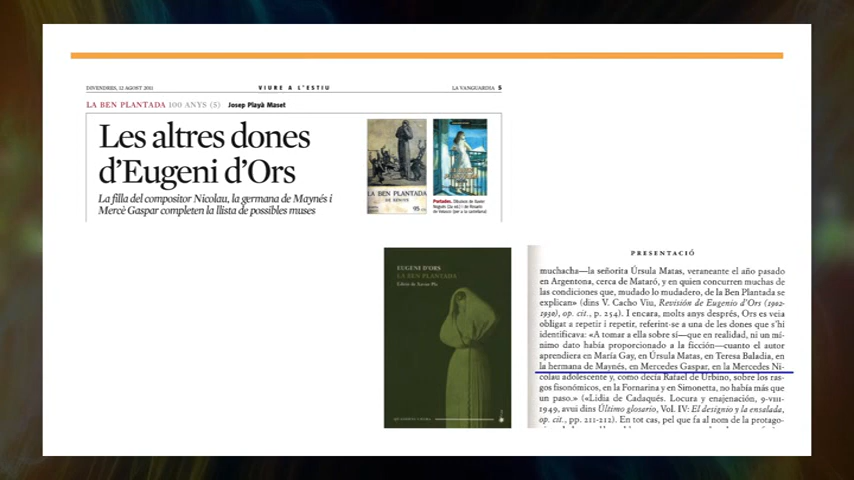 DIVENDRES, 12 AGOST 2011
VIURE A L'ESTIU
LA VANGUARDIA 5
LA BEN PLANTADA 100 ANYS (5) Josep Playà Maset
Les altres dones
d'Eugeni d'Ors
La filla del compositor Nicolau, la germana de Maynés i
Mercè Gaspar completen la llista de possibles muses
LA BEN PLANTADA
DE XENIUS
Portades.
EUGENI D'ORS
LA BEN PLANTADA
Edició de Xavier Pla
QUADERNS CREMA
PRESENTACIÓ
muchacha—la señorita Úrsula Matas, veraneante el año pasado
en Argentona, cerca de Mataró, y en quien concurren muchas de
las condiciones que, mudado lo mudadero, de la Ben Plantada se
explican» (dins V. Cacho Viu, Revisión de Eugenio d'Ors (1902-
1930), op. cit., p. 254). I encara, molts anys després, Ors es veia
obligat a repetir i repetir, referint-se a una de les dones que s'hi
identificava: «A tomar a ella sobre sí—que en realidad, ni un mí-
nimo dato había proporcionado a la ficción—cuanto el autor
aprendiera en María Gay, en Úrsula Matas, en Teresa Baladia, en
la hermana de Maynés, en Mercedes Gaspar, en la Mercedes Ni-
colau adolescente y, como decía Rafael de Urbino, sobre los ras-
gos fisonómicos, en la Fornarina y en Simonetta, no había más que
un paso.» («Lidia de Cadaqués. Locura y enajenación, 9-VIII-
1949, avui dins Último glosario, Vol. IV: El designio y la ensalada,
op. cit., pp. 211-212). En tot cas, pel que fa al nom de la protago-